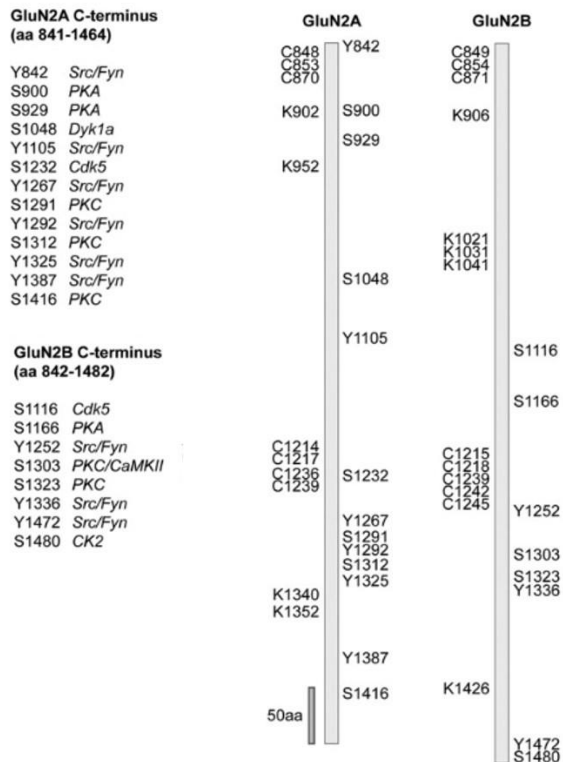 GluN2A C-terminus
(aa 841-1464)
Y842 Src/Fyn
S900 PKA
S929 PKA
S1048 Dyk1a
Y1105 Src/Fyn
S1232 Cdk5
Y1267 Src/Fyn
S1291 PKC
Y1292 Src/Fyn
S1312 PKC
Y1325 Src/Fyn
Y1387 Src/Fyn
S1416 PKC
GluN2B C-terminus
(aa 842-1482)
S1116 Cdk5
S1166 PKA
Y1252 Src/Fyn
S1303 PKC/CaMKII
S1323 PKC
Y1336 Src/Fyn
Y1472 Src/Fyn
S1480 CK2
GluN2A
C848
C853
C870
K902
K952
C1214
C1217
C1236
C1239
K1340
K1352
50aa
Y842
S900
S929
S1048
Y1105
S1232
Y1267
S1291
Y1292
S1312
Y1325
Y1387
S1416
GluN2B
C849
C854
C871
K906
K1021
K1031
K1041
C1215
C1218
C1239
C1242
C1245
K1426
S1116
S1166
Y1252
S1303
S1323
Y1336
Y1472
S1480